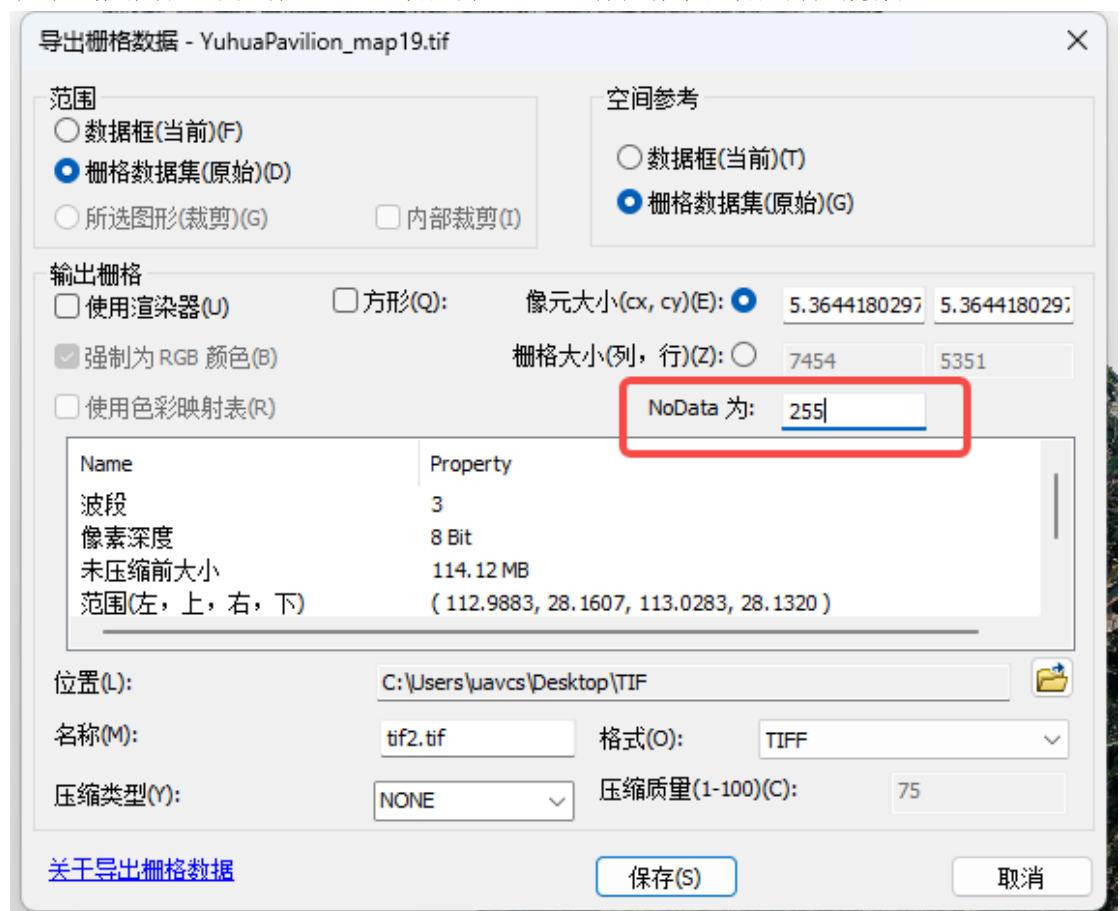 导出栅格数据 - YuhuaPavilion_map19.tif
范围
数据框(当前)(F)
栅格数据集(原始)(D)
所选图形(裁剪)(G) 内部裁剪(I)
空间参考
数据框(当前)(T)
栅格数据集(原始)(G)
输出栅格
使用渲染器(U) 方形(Q): 像元大小(cx, cy)(E): 5.3644180297 5.3644180297
强制为 RGB 颜色(B) 栅格大小(列，行)(Z): 7454 5351
使用色彩映射表(R) NoData 为: 255
Name Property
波段 3
像素深度 8 Bit
未压缩前大小 114.12 MB
范围(左，上，右，下) ( 112.9883, 28.1607, 113.0283, 28.1320 )
位置(L): C:\Users\uavcs\Desktop\TIF
名称(M): tif2.tif 格式(O): TIFF
压缩类型(Y): NONE 压缩质量(1-100)(C): 75
关于导出栅格数据 保存(S) 取消